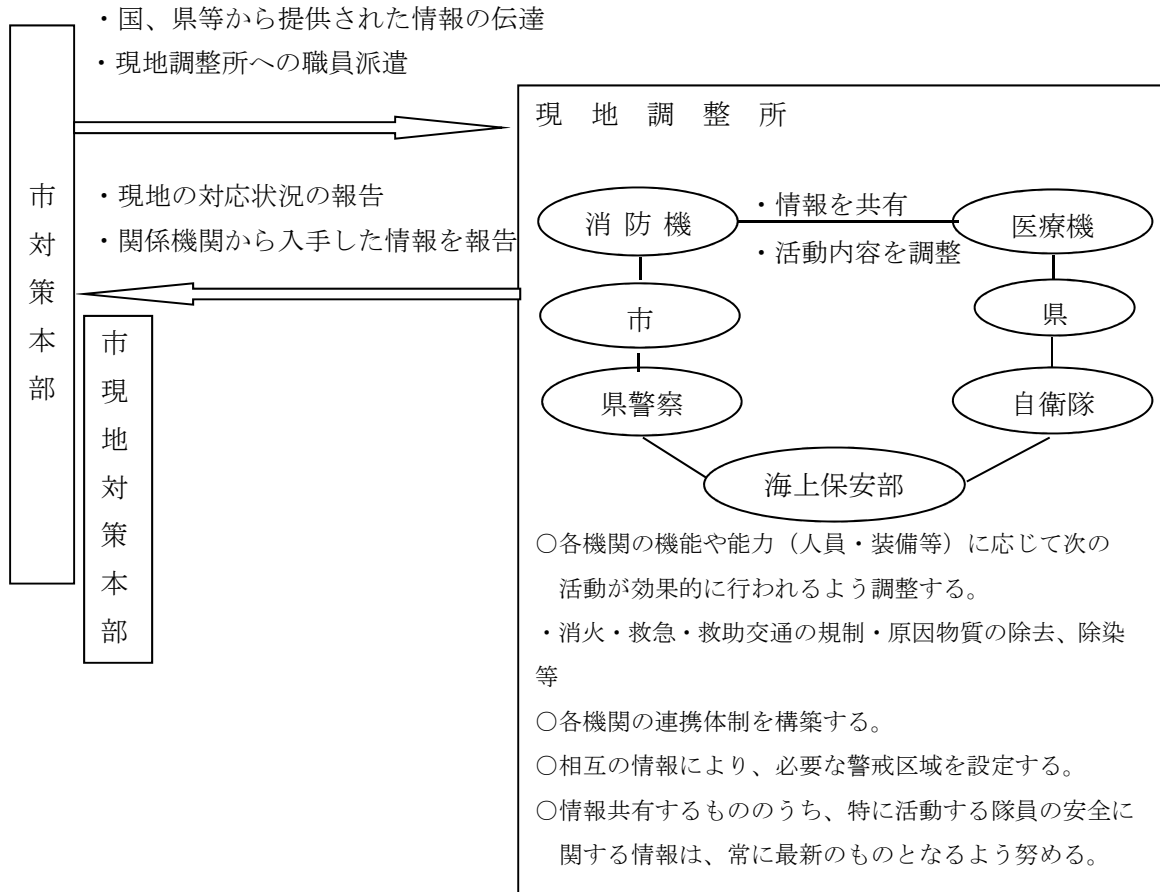 ・国、県等から提供された情報の伝達
・現地調整所への職員派遣
市対策本部
・現地の対応状況の報告
・関係機関から入手した情報を報告
市現地対策本部
現地調整所
消防機
・情報を共有
・活動内容を調整
医療機
市
県
県警察
自衛隊
海上保安部
○各機関の機能や能力（人員・装備等）に応じて次の
活動が効果的に行われるよう調整する。
・消火・救急・救助交通の規制・原因物質の除去、除染
等
○各機関の連携体制を構築する。
○相互の情報により、必要な警戒区域を設定する。
○情報共有するもののうち、特に活動する隊員の安全に
関する情報は、常に最新のものとなるよう努める。